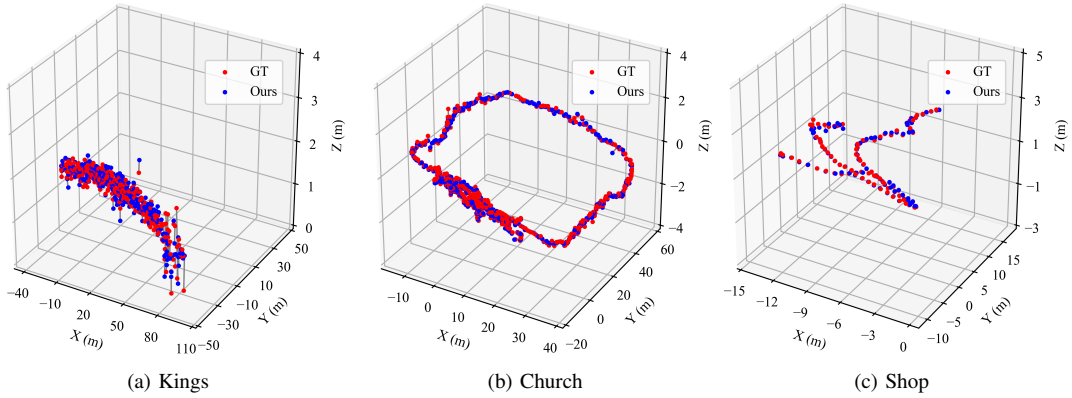 4
3
2
1
0
Z (m)
GT
Ours
−40
−10
20
50
80
110
X (m)
−50
−30
−10
10
30
50
Y (m)
(a) Kings
4
2
0
−2
−4
Z (m)
GT
Ours
−10
0
10
20
30
40
X (m)
−20
0
20
40
60
Y (m)
(b) Church
5
3
1
−1
−3
Z (m)
GT
Ours
−15
−12
−9
−6
−3
0
X (m)
−10
−5
0
5
10
15
Y (m)
(c) Shop